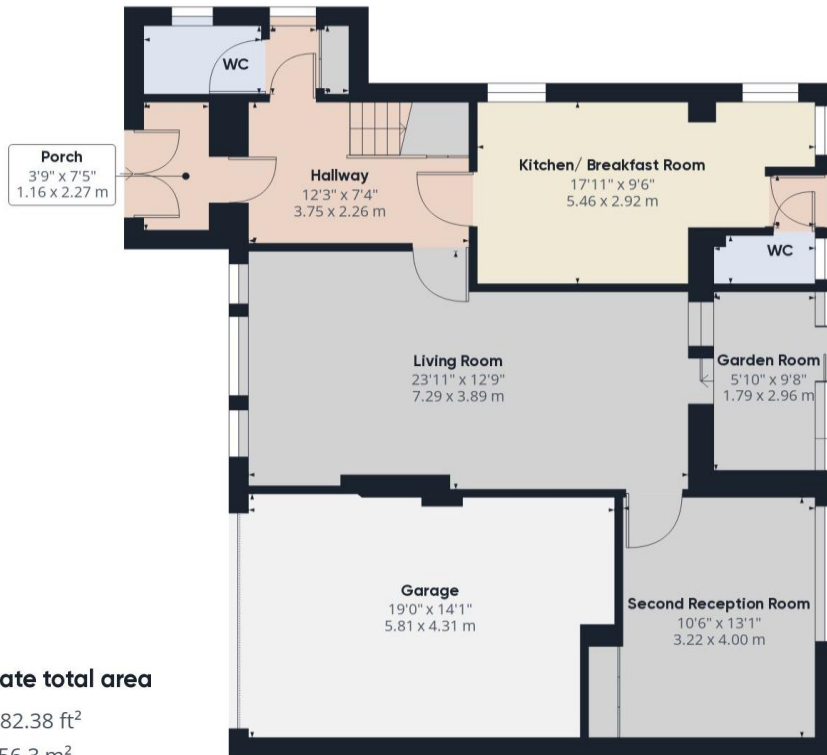 WC
Porch
3'9" x 7'5"
1.16 x 2.27 m
Hallway
12'3" x 7'4"
3.75 x 2.26 m
Kitchen/ Breakfast Room
17'11" x 9'6"
5.46 x 2.92 m
WC
Living Room
23'11" x 12'9"
7.29 x 3.89 m
Garden Room
5'10" x 9'8"
1.79 x 2.96 m
Garage
19'0" x 14'1"
5.81 x 4.31 m
Second Reception Room
10'6" x 13'1"
3.22 x 4.00 m
ate total area
82.38 ft²
56.3 m²